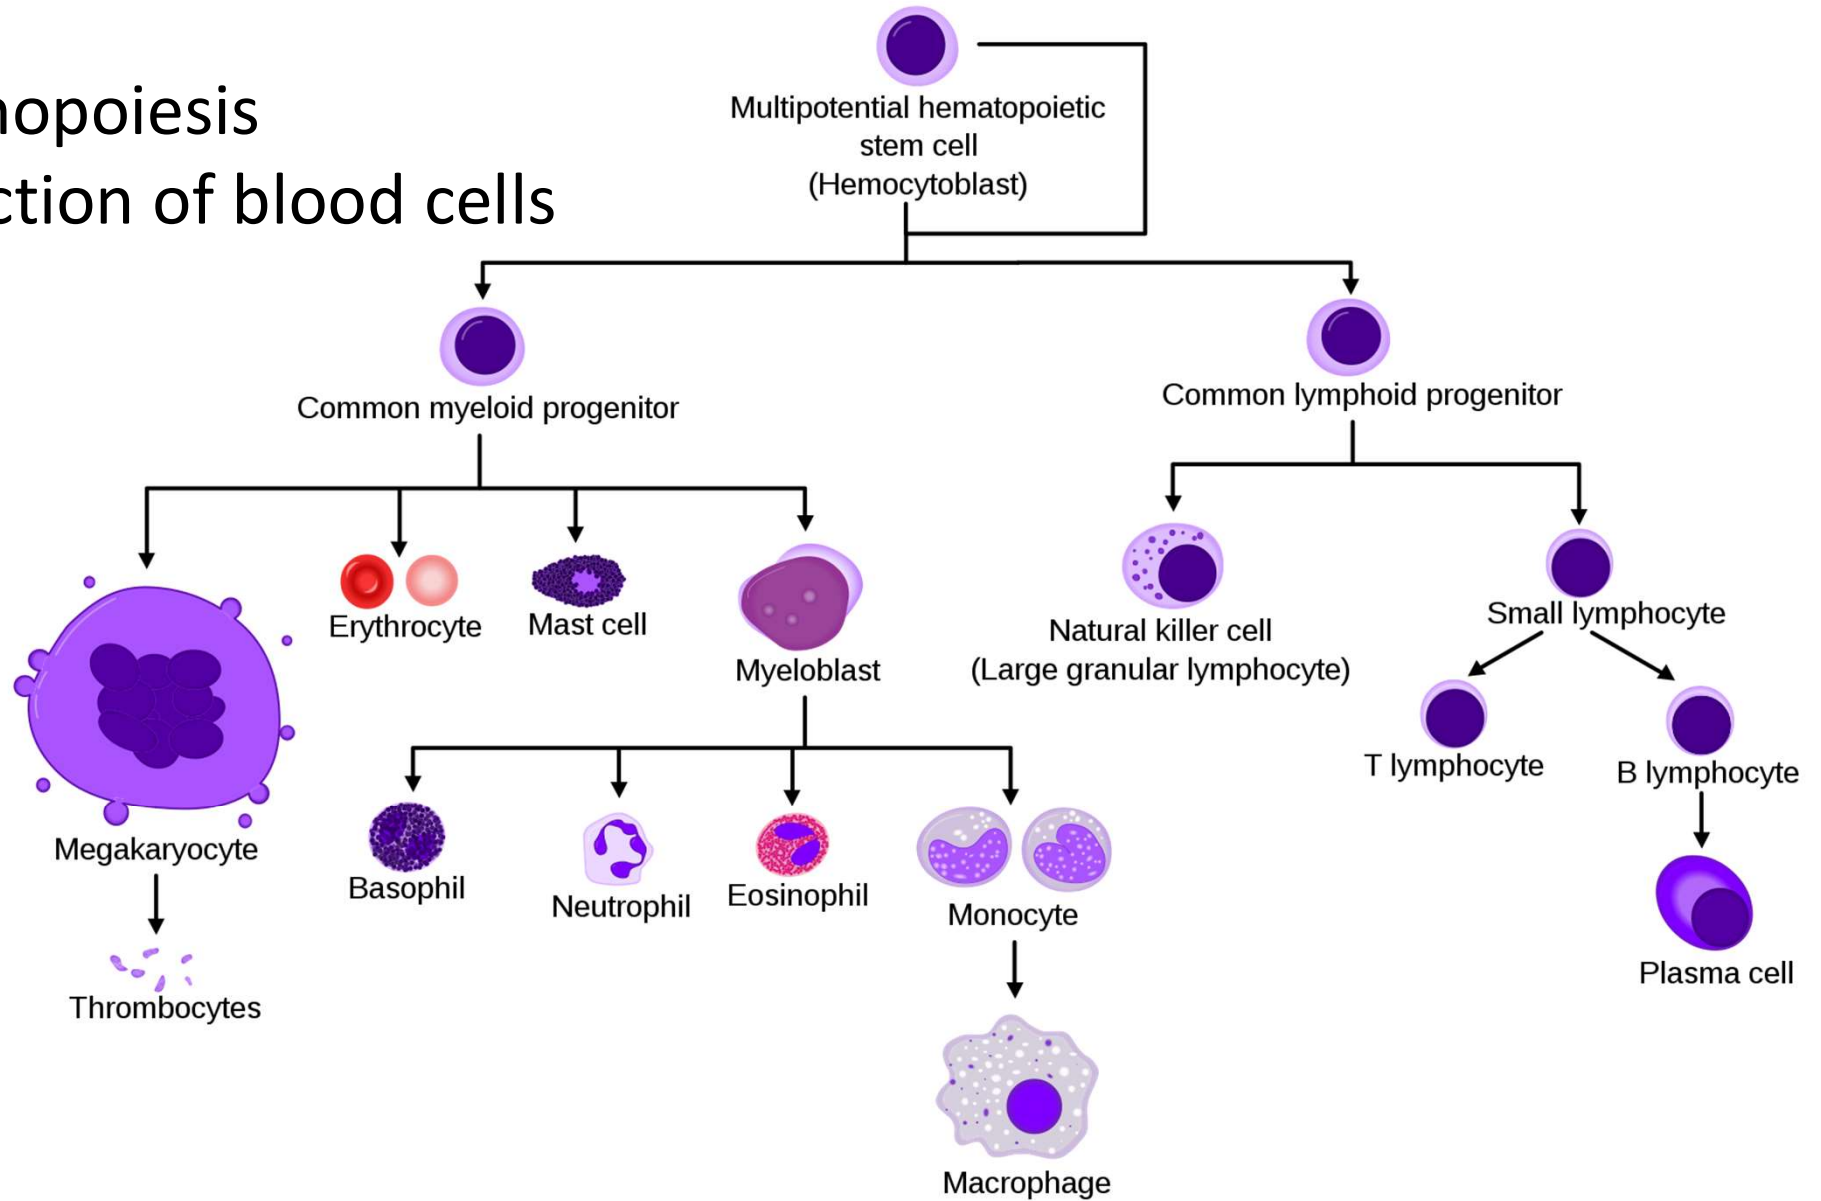 nopoiesis
ction of blood cells
Multipotential hematopoietic
stem cell
(Hemocytoblast)
Common myeloid progenitor
Common lymphoid progenitor
Erythrocyte
Mast cell
Myeloblast
Natural killer cell
(Large granular lymphocyte)
Small lymphocyte
T lymphocyte
B lymphocyte
Megakaryocyte
Basophil
Neutrophil
Eosinophil
Monocyte
Plasma cell
Thrombocytes
Macrophage